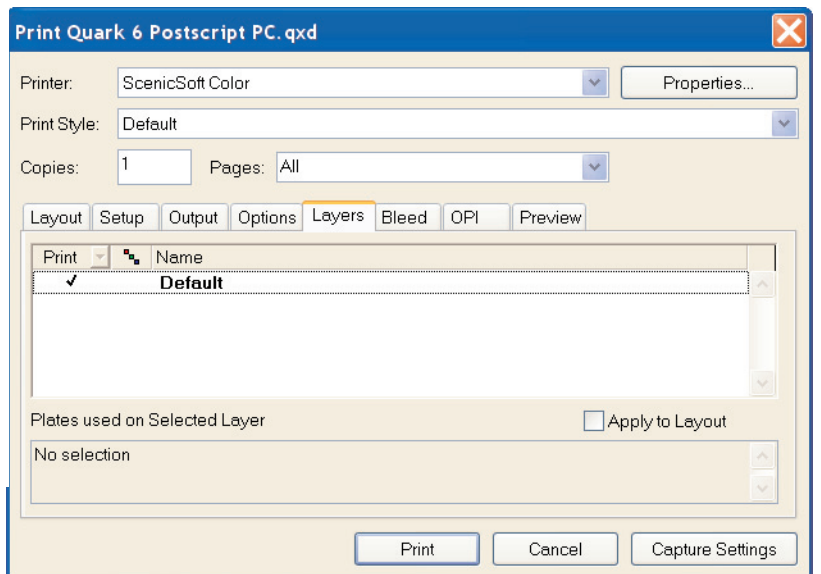 Print Quark 6 Postscript PC.qxd
Printer: ScenicSoft Color Properties...
Print Style: Default
Copies: 1 Pages: All
Layout Setup Output Options Layers Bleed OPI Preview
Print Name
Default
Plates used on Selected Layer Apply to Layout
No selection
Print Cancel Capture Settings